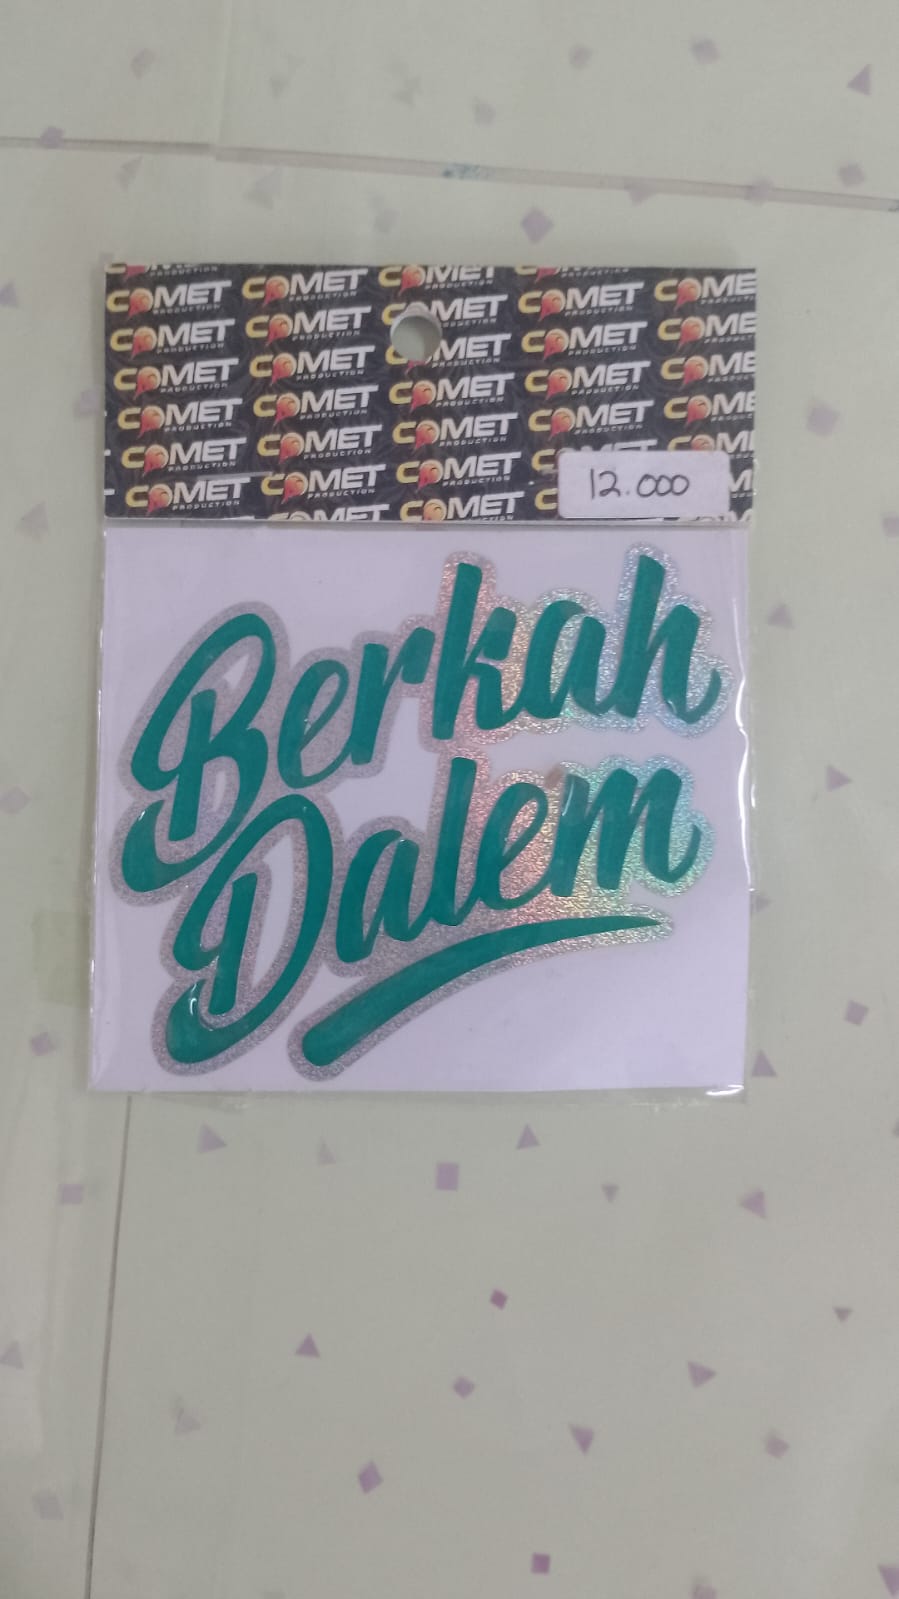 COMET PRODUCTION
12.000
Berkah
Dalem